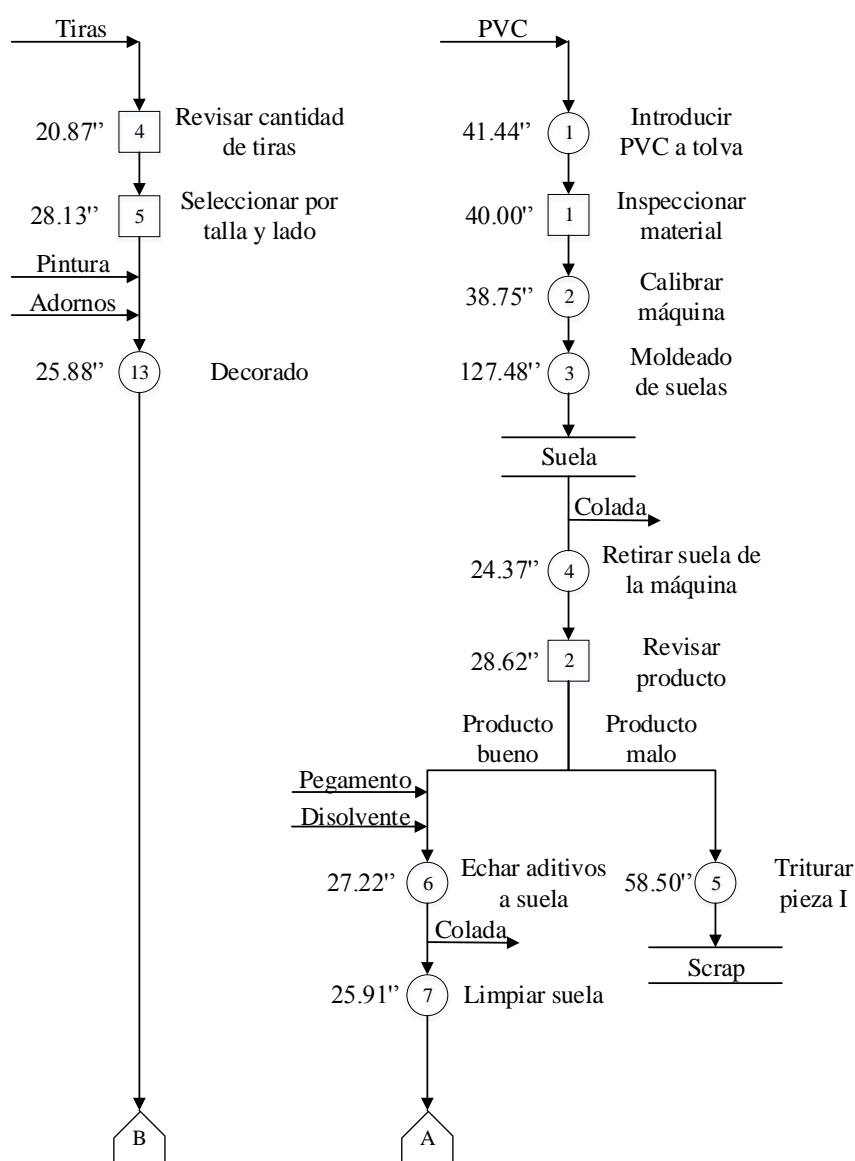 Tiras
PVC
20.87''
4
Revisar cantidad
de tiras
41.44''
1
Introducir
PVC a tolva
28.13''
5
Seleccionar por
talla y lado
40.00''
1
Inspeccionar
material
Pintura
Adornos
38.75''
2
Calibrar
máquina
25.88''
13
Decorado
127.48''
3
Moldeado
de suelas
Suela
Colada
24.37''
4
Retirar suela de
la máquina
28.62''
2
Revisar
producto
Producto
bueno
Producto
malo
Pegamento
Disolvente
27.22''
6
Echar aditivos
a suela
58.50''
5
Triturar
pieza I
Colada
Scrap
25.91''
7
Limpiar suela
B
A